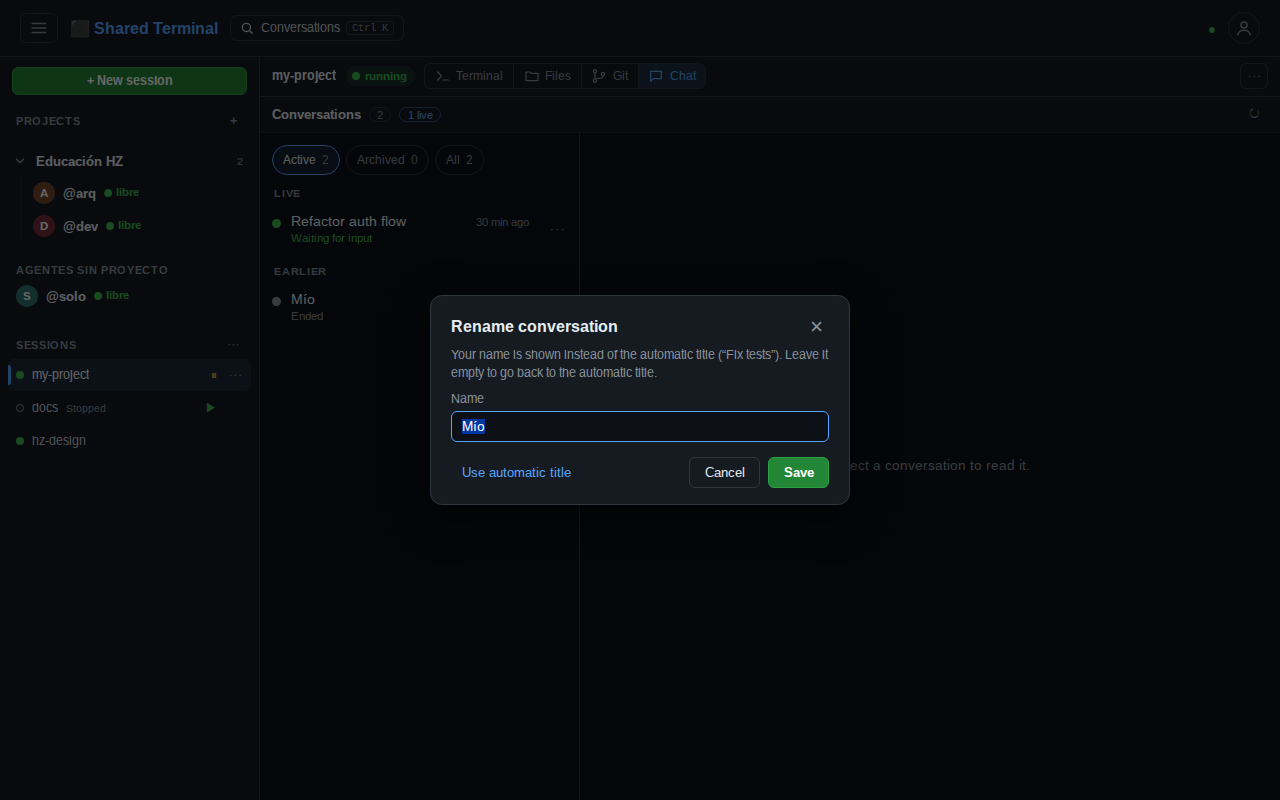 Shared Terminal
Conversations Ctrl K
+ New session
PROJECTS +
Educación HZ 2
A @arq libre
D @dev libre
AGENTES SIN PROYECTO
S @solo libre
SESSIONS ...
my-project ...
docs Stopped
hz-design
my-project running Terminal Files Git Chat ...
Conversations 2 1 live
Active 2 Archived 0 All 2
LIVE
Refactor auth flow 30 min ago ...
Waiting for input
EARLIER
Mío
Ended
ect a conversation to read it.
Rename conversation ×
Your name is shown instead of the automatic title (“Fix tests”). Leave it
empty to go back to the automatic title.
Name
Mío
Use automatic title Cancel Save